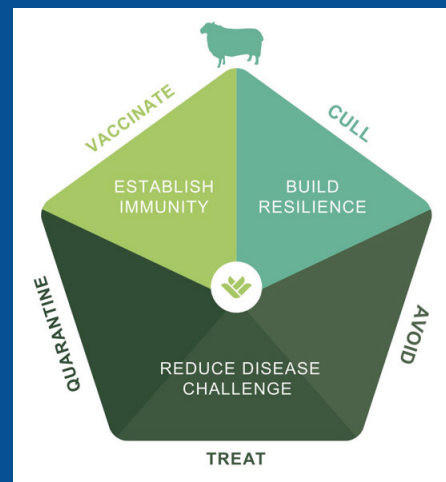 VACCINATE
CULL
ESTABLISH
IMMUNITY
BUILD
RESILIENCE
QUARANTINE
AVOID
REDUCE DISEASE
CHALLENGE
TREAT